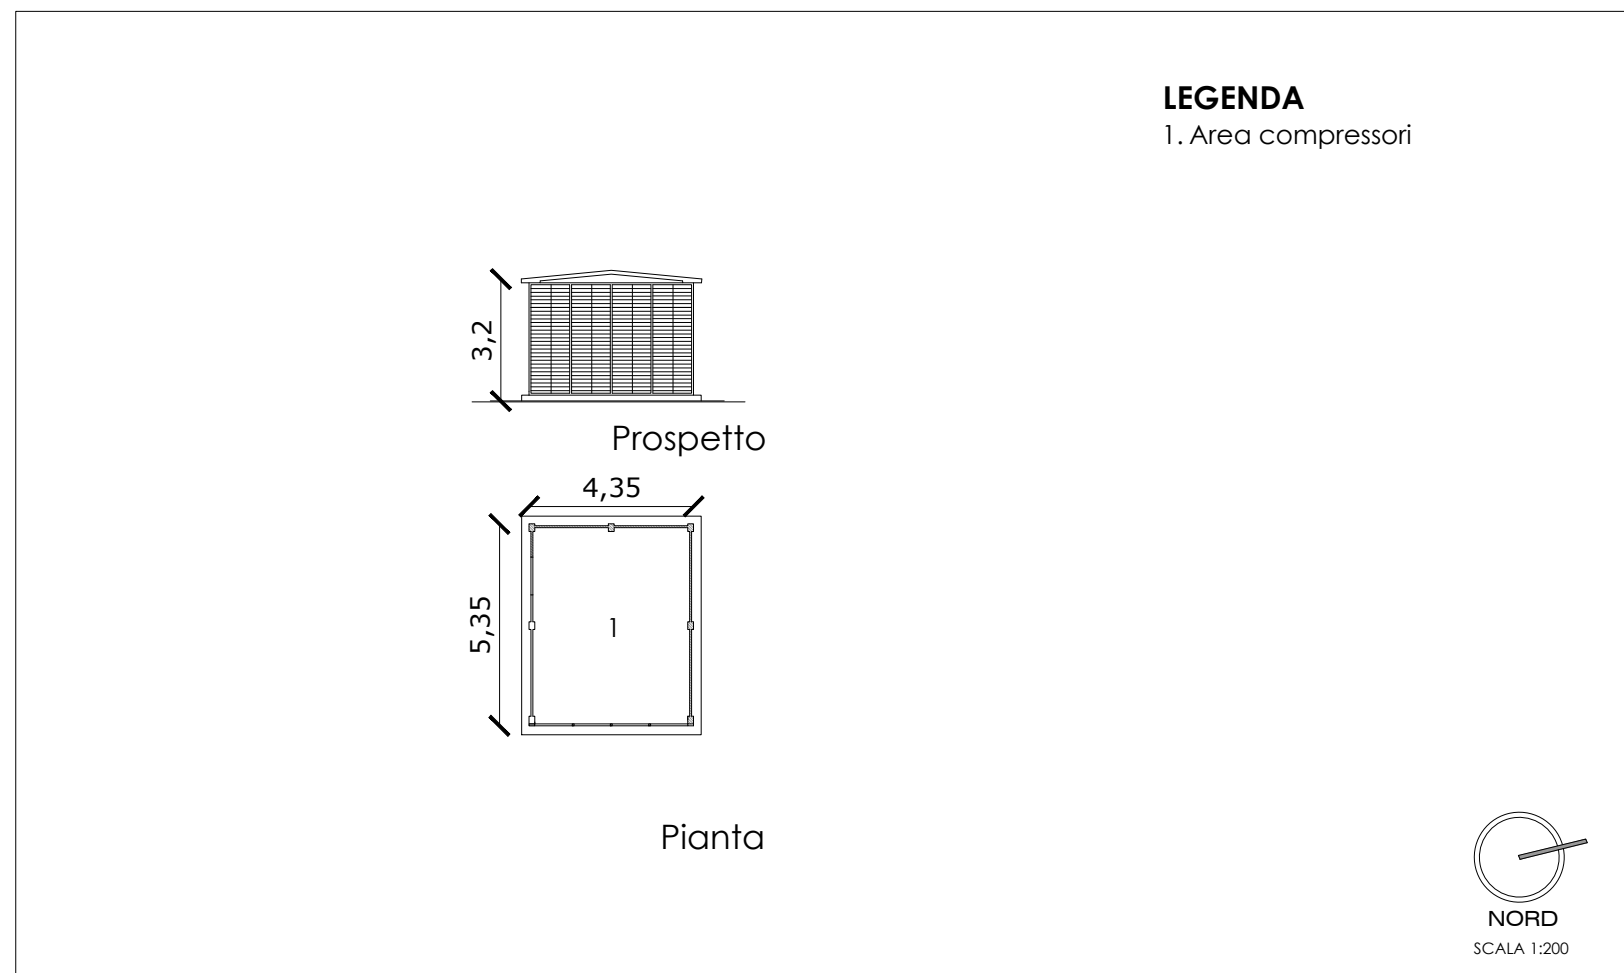 LEGENDA
1. Area compressori
3,2
Prospetto
4,35
5,35
1
Pianta
NORD
SCALA 1:200